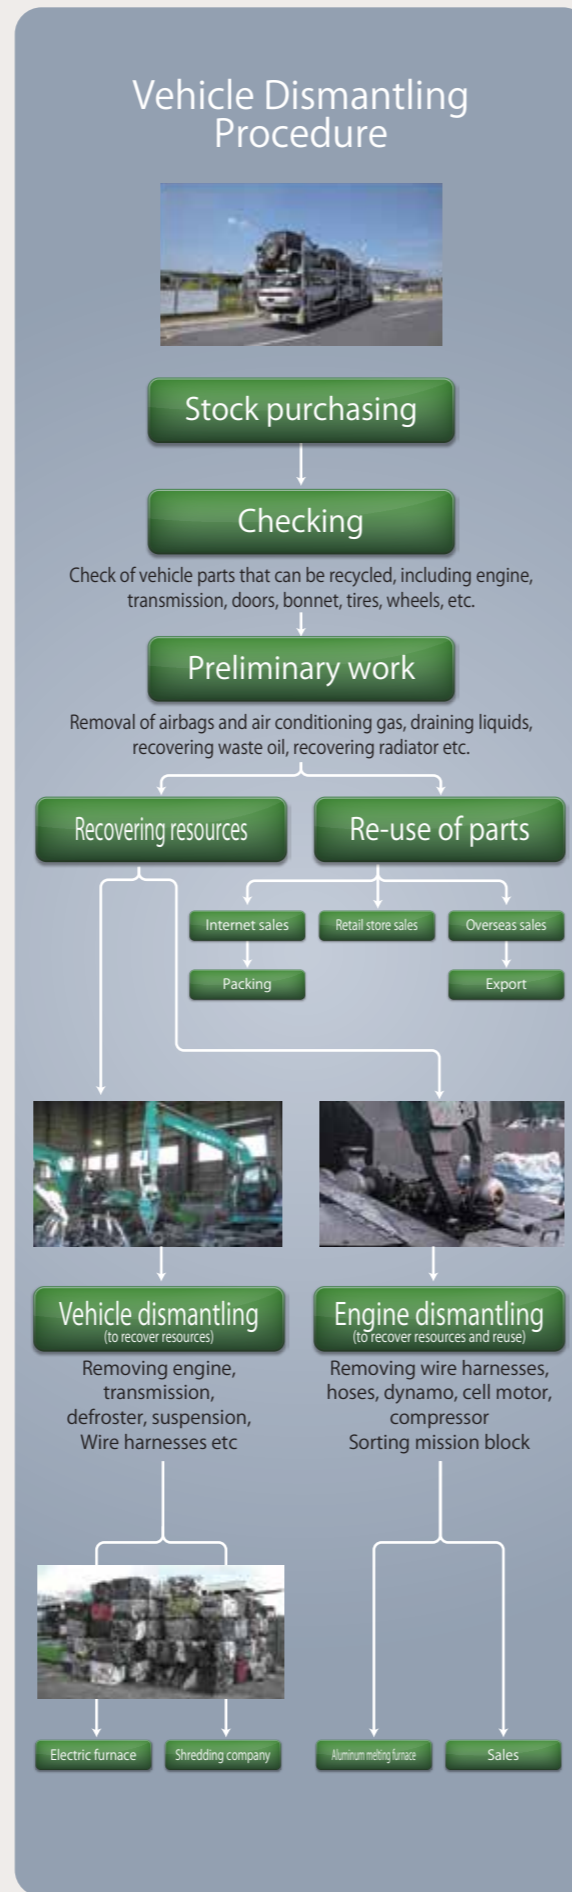 Vehicle Dismantling
Procedure
Stock purchasing
Checking
Check of vehicle parts that can be recycled, including engine,
transmission, doors, bonnet, tires, wheels, etc.
Preliminary work
Removal of airbags and air conditioning gas, draining liquids,
recovering waste oil, recovering radiator etc.
Recovering resources
Re-use of parts
Internet sales
Retail store sales
Overseas sales
Packing
Export
Vehicle dismantling
(to recover resources)
Removing engine,
transmission,
defroster, suspension,
Wire harnesses etc
Engine dismantling
(to recover resources and reuse)
Removing wire harnesses,
hoses, dynamo, cell motor,
compressor
Sorting mission block
Electric furnace
Shredding company
Aluminum melting furnace
Sales